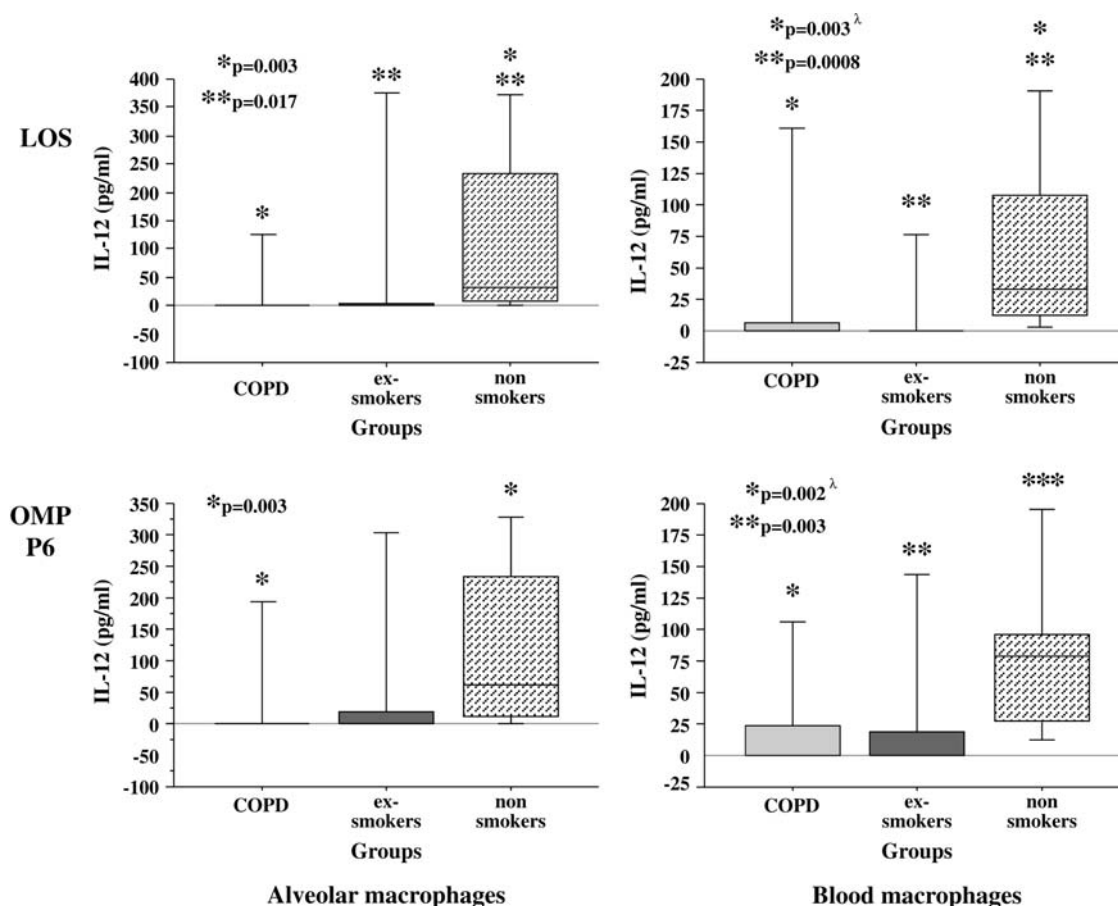 LOS
*p=0.003
**p=0.017
*
**
*
**
400
350
300
250
200
150
100
50
0
-50
-100
IL-12 (pg/ml)
COPD
ex-
smokers
non
smokers
Groups
*p=0.003 λ
**p=0.0008
*
**
*
**
200
175
150
125
100
75
50
25
0
-25
IL-12 (pg/ml)
COPD
ex-
smokers
non
smokers
Groups
OMP
P6
*p=0.003
*
*
350
300
250
200
150
100
50
0
-50
-100
IL-12 (pg/ml)
COPD
ex-
smokers
non
smokers
Groups
Alveolar macrophages
*p=0.002 λ
**p=0.003
*
**
***
200
175
150
125
100
75
50
25
0
-25
IL-12 (pg/ml)
COPD
ex-
smokers
non
smokers
Groups
Blood macrophages